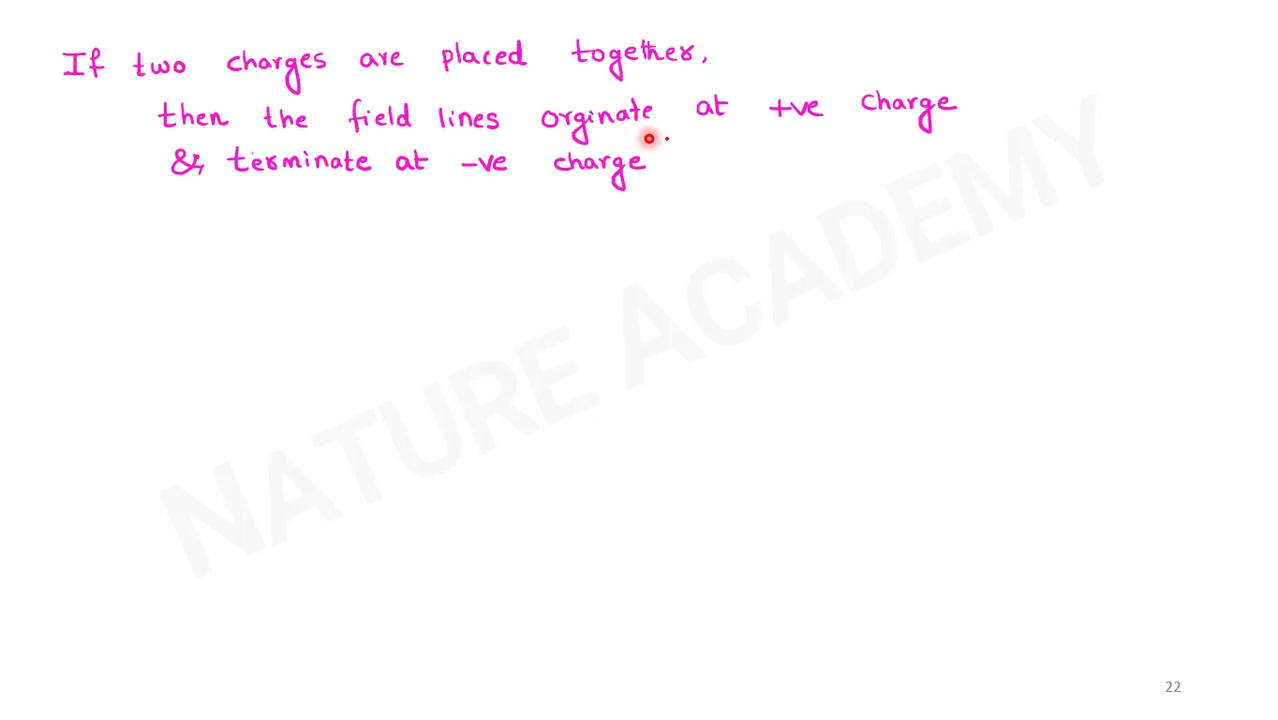 If two charges are placed together,
then the field lines orginate at +ve charge
& terminate at -ve charge
NATURE ACADEMY
22